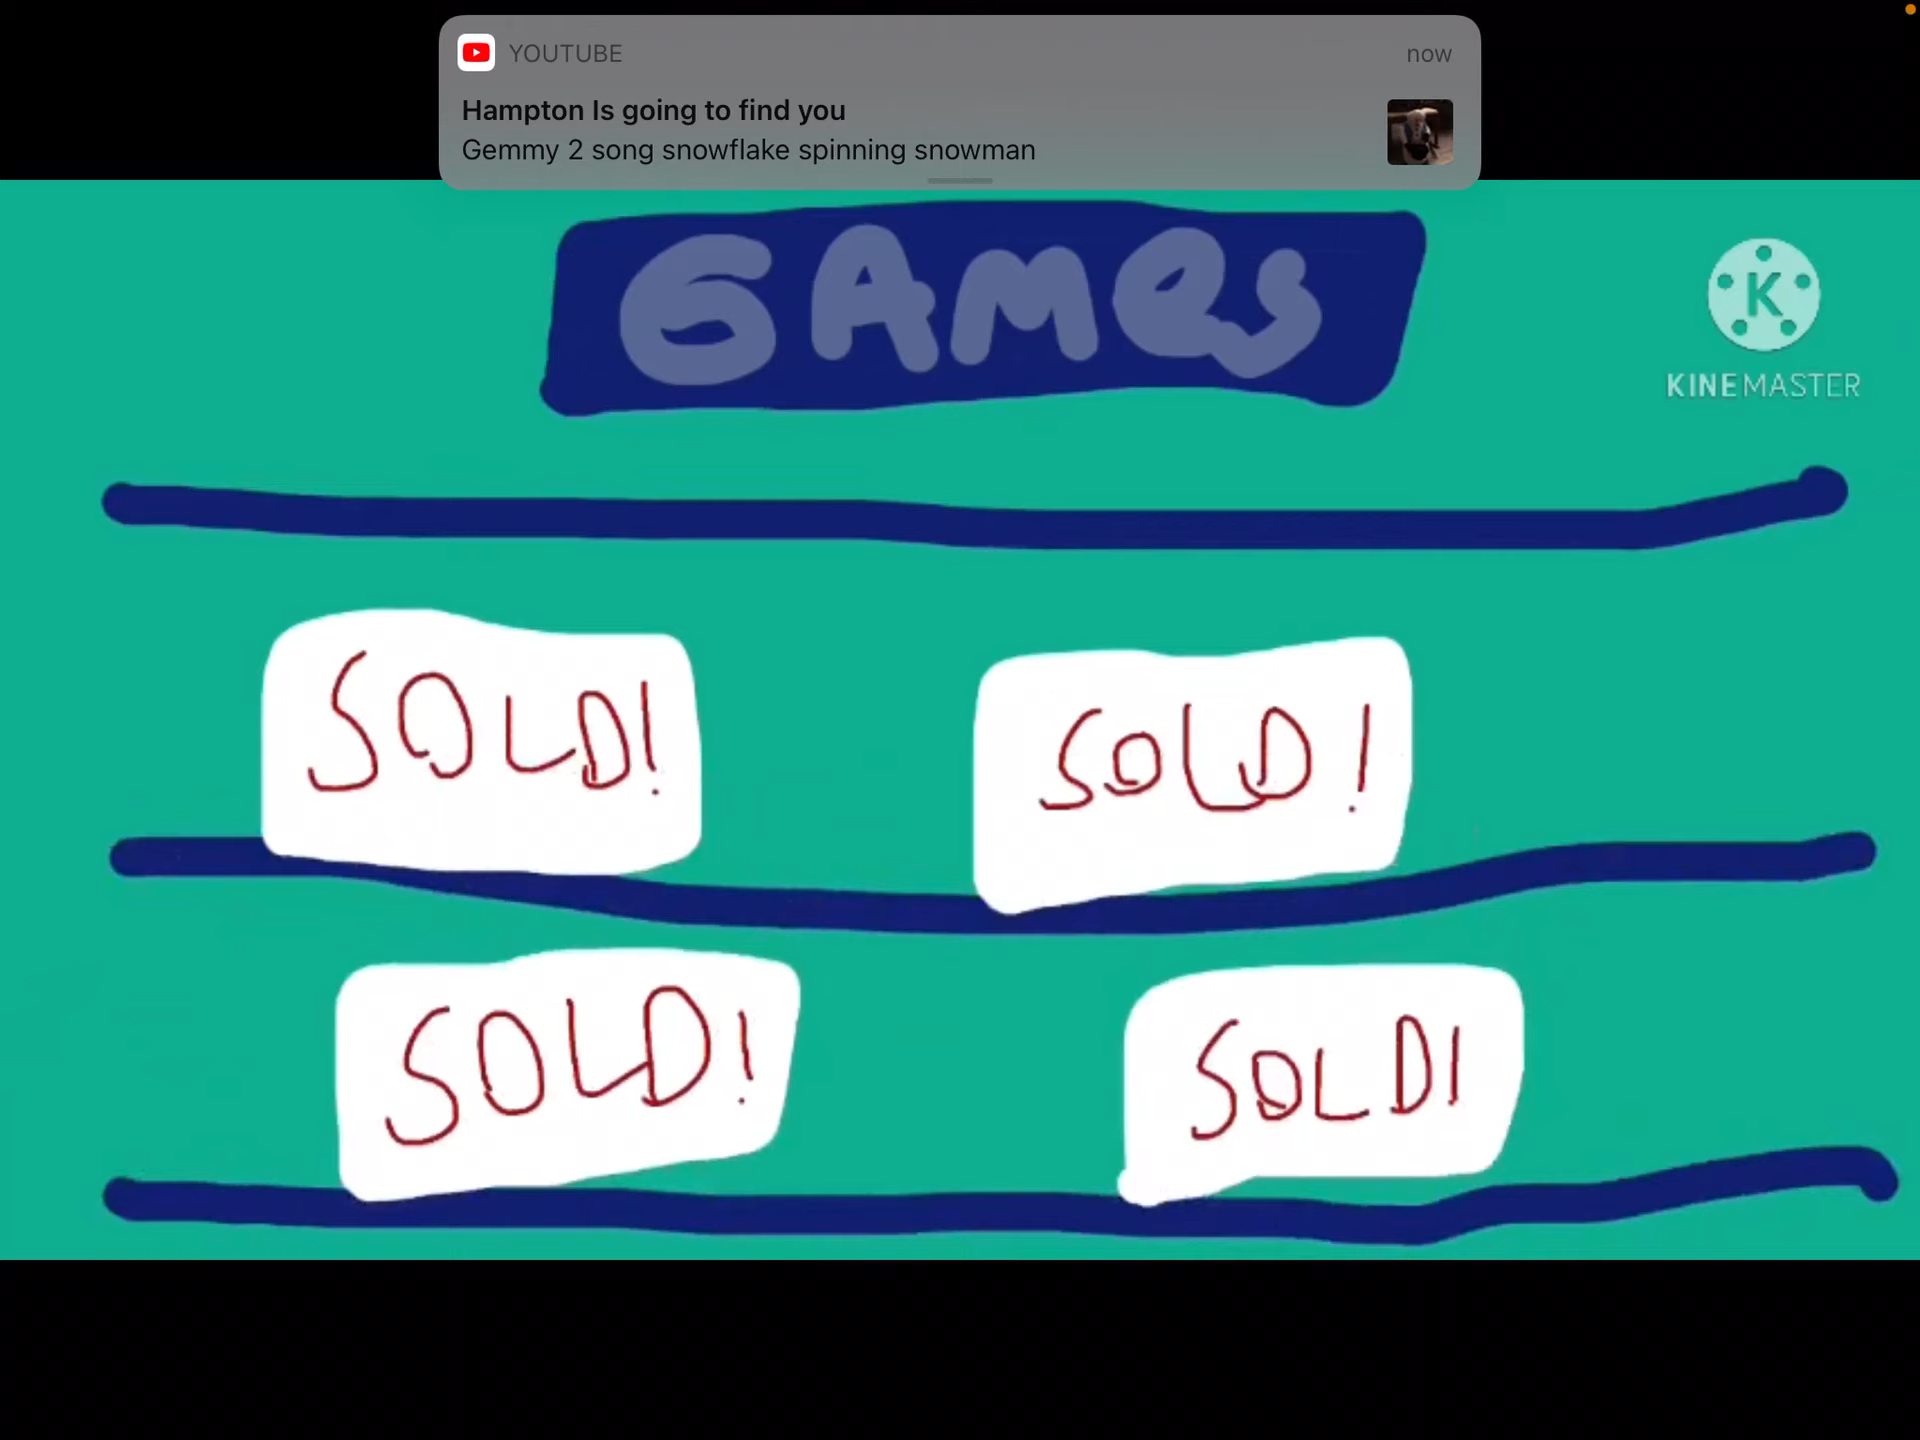 YOUTUBE now
Hampton Is going to find you
Gemmy 2 song snowflake spinning snowman
GAMes
K
KINEMASTER
SOLD! SOLD!
SOLD! SOLD!